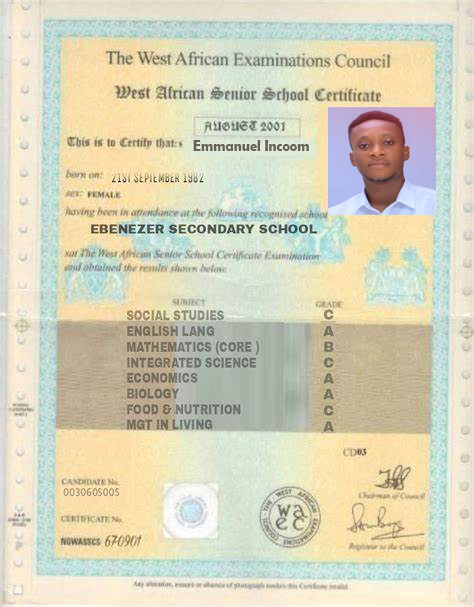 The West African Examinations Council
West African Senior School Certificate
AUGUST 2001
This is to Certify that:s Emmanuel Incoom
born on: 21ST SEPTEMBER 1982
SEX: FEMALE
having been in attendance at the following recognised school
EBENEZER SECONDARY SCHOOL
sat The West African Senior School Certificate Examination
and obtained the results shown below.
SUBJECT GRADE
SOCIAL STUDIES C
ENGLISH LANG A
MATHEMATICS (CORE ) B
INTEGRATED SCIENCE C
ECONOMICS A
BIOLOGY A
FOOD & NUTRITION C
MGT IN LIVING A
CD03
CANDIDATE No.
0030605005
Chairman of Council
CERTIFICATE No.
NGWASSCS 670901
THE WEST AFRICAN EXAMINATIONS COUNCIL
Registrar to the Council
Any alteration, erasure or absence of photograph renders this Certificate invalid.